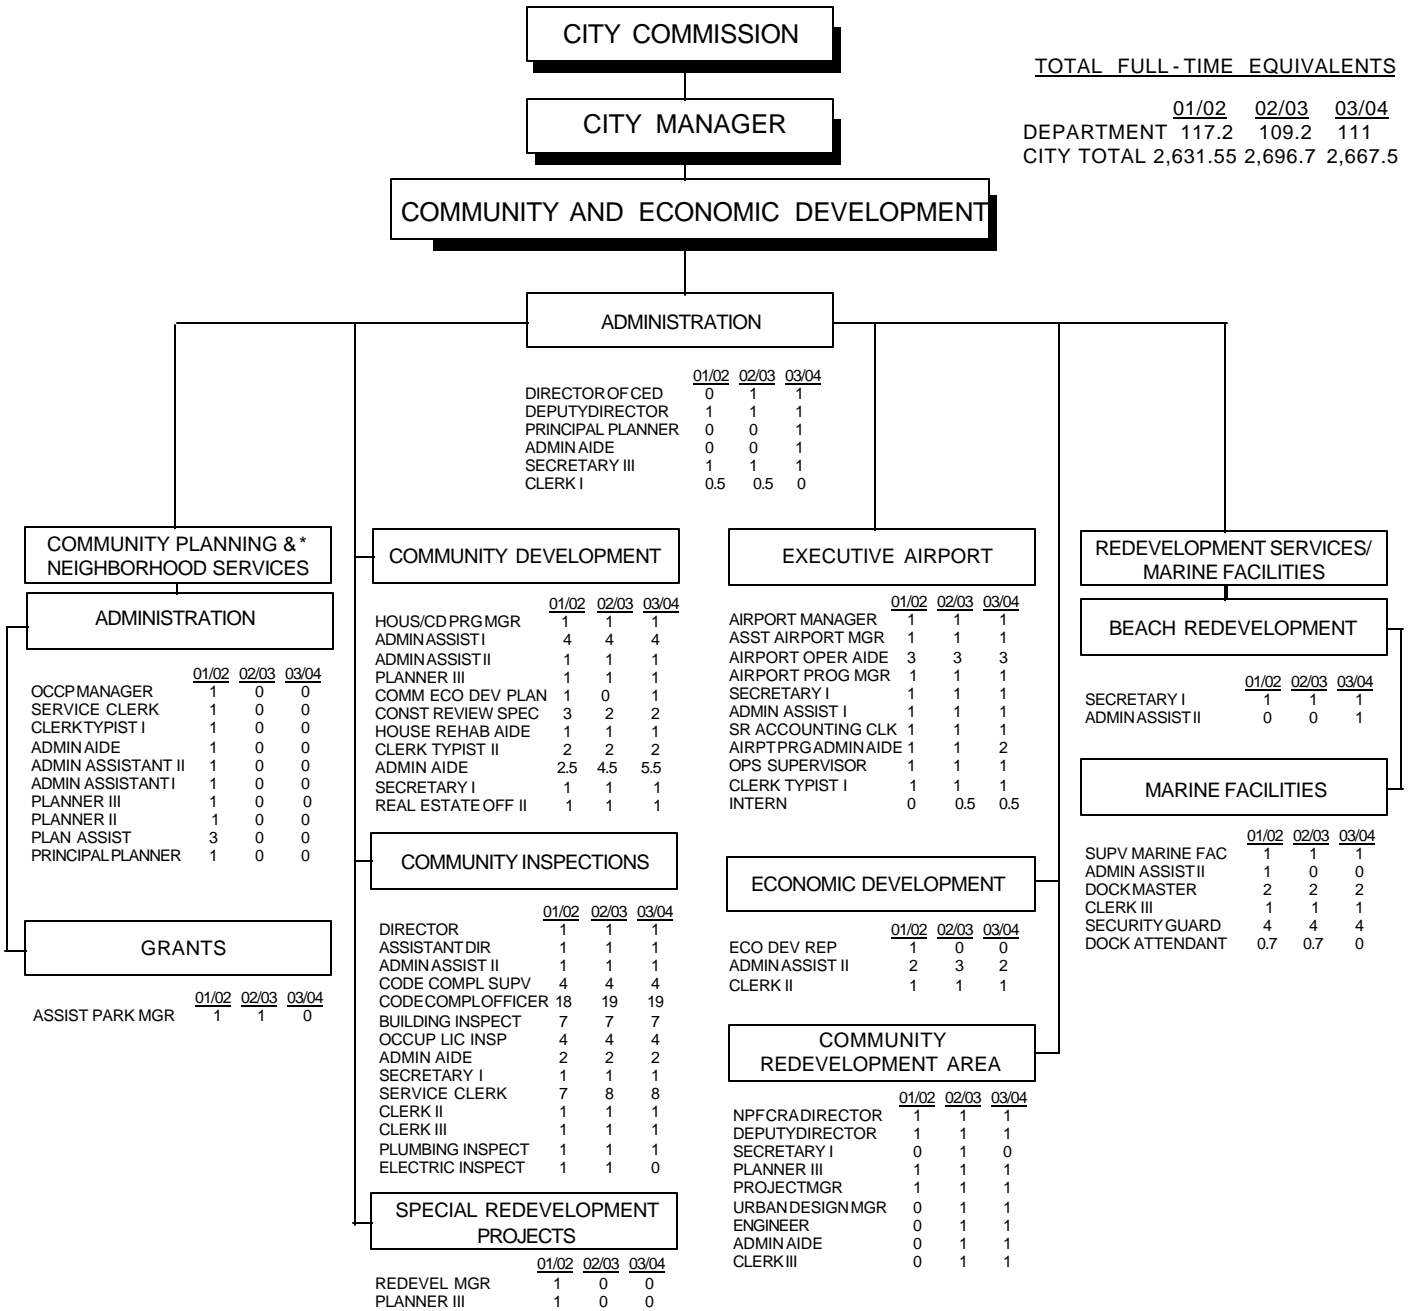 CITY COMMISSION
CITY MANAGER
COMMUNITY AND ECONOMIC DEVELOPMENT
TOTAL FULL-TIME EQUIVALENTS
01/02 02/03 03/04
DEPARTMENT 117.2 109.2 111
CITY TOTAL 2,631.55 2,696.7 2,667.5
ADMINISTRATION
01/02 02/03 03/04
DIRECTOR OF CED 0 1 1
DEPUTY DIRECTOR 1 1 1
PRINCIPAL PLANNER 0 0 1
ADMIN AIDE 0 0 1
SECRETARY III 1 1 1
CLERK I 0.5 0.5 0
COMMUNITY PLANNING & *
NEIGHBORHOOD SERVICES
ADMINISTRATION
01/02 02/03 03/04
OCCP MANAGER 1 0 0
SERVICE CLERK 1 0 0
CLERK TYPIST I 1 0 0
ADMIN AIDE 1 0 0
ADMIN ASSISTANT II 1 0 0
ADMIN ASSISTANT I 1 0 0
PLANNER III 1 0 0
PLANNER II 1 0 0
PLAN ASSIST 3 0 0
PRINCIPAL PLANNER 1 0 0
GRANTS
01/02 02/03 03/04
ASSIST PARK MGR 1 1 0
COMMUNITY DEVELOPMENT
01/02 02/03 03/04
HOUS/CD PRG MGR 1 1 1
ADMIN ASSIST I 4 4 4
ADMIN ASSIST II 1 1 1
PLANNER III 1 1 1
COMM ECO DEV PLAN 1 0 1
CONST REVIEW SPEC 3 2 2
HOUSE REHAB AIDE 1 1 1
CLERK TYPIST II 2 2 2
ADMIN AIDE 2.5 4.5 5.5
SECRETARY I 1 1 1
REAL ESTATE OFF II 1 1 1
COMMUNITY INSPECTIONS
01/02 02/03 03/04
DIRECTOR 1 1 1
ASSISTANT DIR 1 1 1
ADMIN ASSIST II 1 1 1
CODE COMPL SUPV 4 4 4
CODE COMPL OFFICER 18 19 19
BUILDING INSPECT 7 7 7
OCCUP LIC INSP 4 4 4
ADMIN AIDE 2 2 2
SECRETARY I 1 1 1
SERVICE CLERK 7 8 8
CLERK II 1 1 1
CLERK III 1 1 1
PLUMBING INSPECT 1 1 1
ELECTRIC INSPECT 1 1 0
SPECIAL REDEVELOPMENT
PROJECTS
01/02 02/03 03/04
REDEVEL MGR 1 0 0
PLANNER III 1 0 0
EXECUTIVE AIRPORT
01/02 02/03 03/04
AIRPORT MANAGER 1 1 1
ASST AIRPORT MGR 1 1 1
AIRPORT OPER AIDE 3 3 3
AIRPORT PROG MGR 1 1 1
SECRETARY I 1 1 1
ADMIN ASSIST I 1 1 1
SR ACCOUNTING CLK 1 1 1
AIRPT PRG ADMIN AIDE 1 1 2
OPS SUPERVISOR 1 1 1
CLERK TYPIST I 1 1 1
INTERN 0 0.5 0.5
ECONOMIC DEVELOPMENT
01/02 02/03 03/04
ECO DEV REP 1 0 0
ADMIN ASSIST II 2 3 2
CLERK II 1 1 1
COMMUNITY
REDEVELOPMENT AREA
01/02 02/03 03/04
NPF CRA DIRECTOR 1 1 1
DEPUTY DIRECTOR 1 1 1
SECRETARY I 0 1 0
PLANNER III 1 1 1
PROJECT MGR 1 1 1
URBAN DESIGN MGR 0 1 1
ENGINEER 0 1 1
ADMIN AIDE 0 1 1
CLERK III 0 1 1
REDEVELOPMENT SERVICES/
MARINE FACILITIES
BEACH REDEVELOPMENT
01/02 02/03 03/04
SECRETARY I 1 1 1
ADMIN ASSIST II 0 0 1
MARINE FACILITIES
01/02 02/03 03/04
SUPV MARINE FAC 1 1 1
ADMIN ASSIST II 1 0 0
DOCK MASTER 2 2 2
CLERK III 1 1 1
SECURITY GUARD 4 4 4
DOCK ATTENDANT 0.7 0.7 0